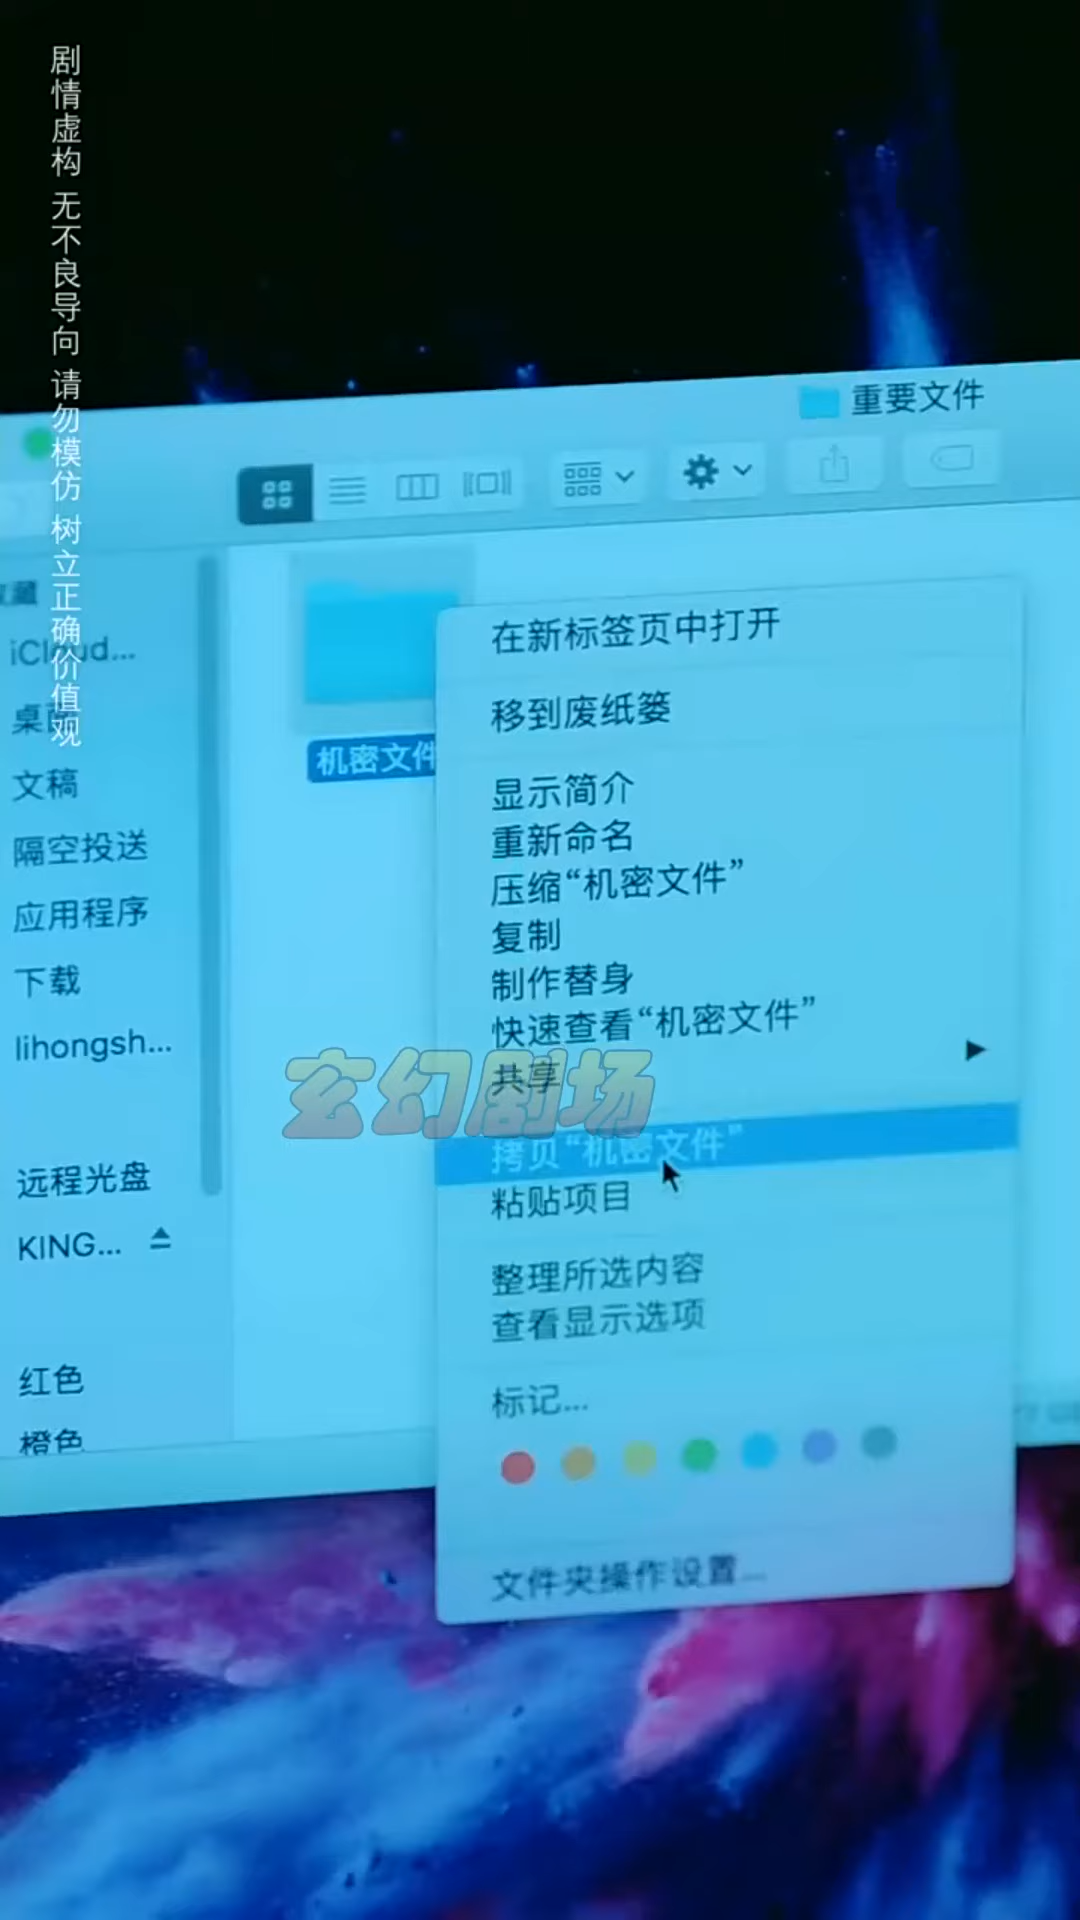 剧情虚构 无不良导向 请勿模仿 树立正确价值观
重要文件
iCloud...
文稿
隔空投送
应用程序
下载
lihongsh...
远程光盘
KING...
红色
橙色
机密文件
在新标签页中打开
移到废纸篓
显示简介
重新命名
压缩“机密文件”
复制
制作替身
快速查看“机密文件”
共享
玄幻剧场
拷贝“机密文件”
粘贴项目
整理所选内容
查看显示选项
标记...
文件夹操作设置...